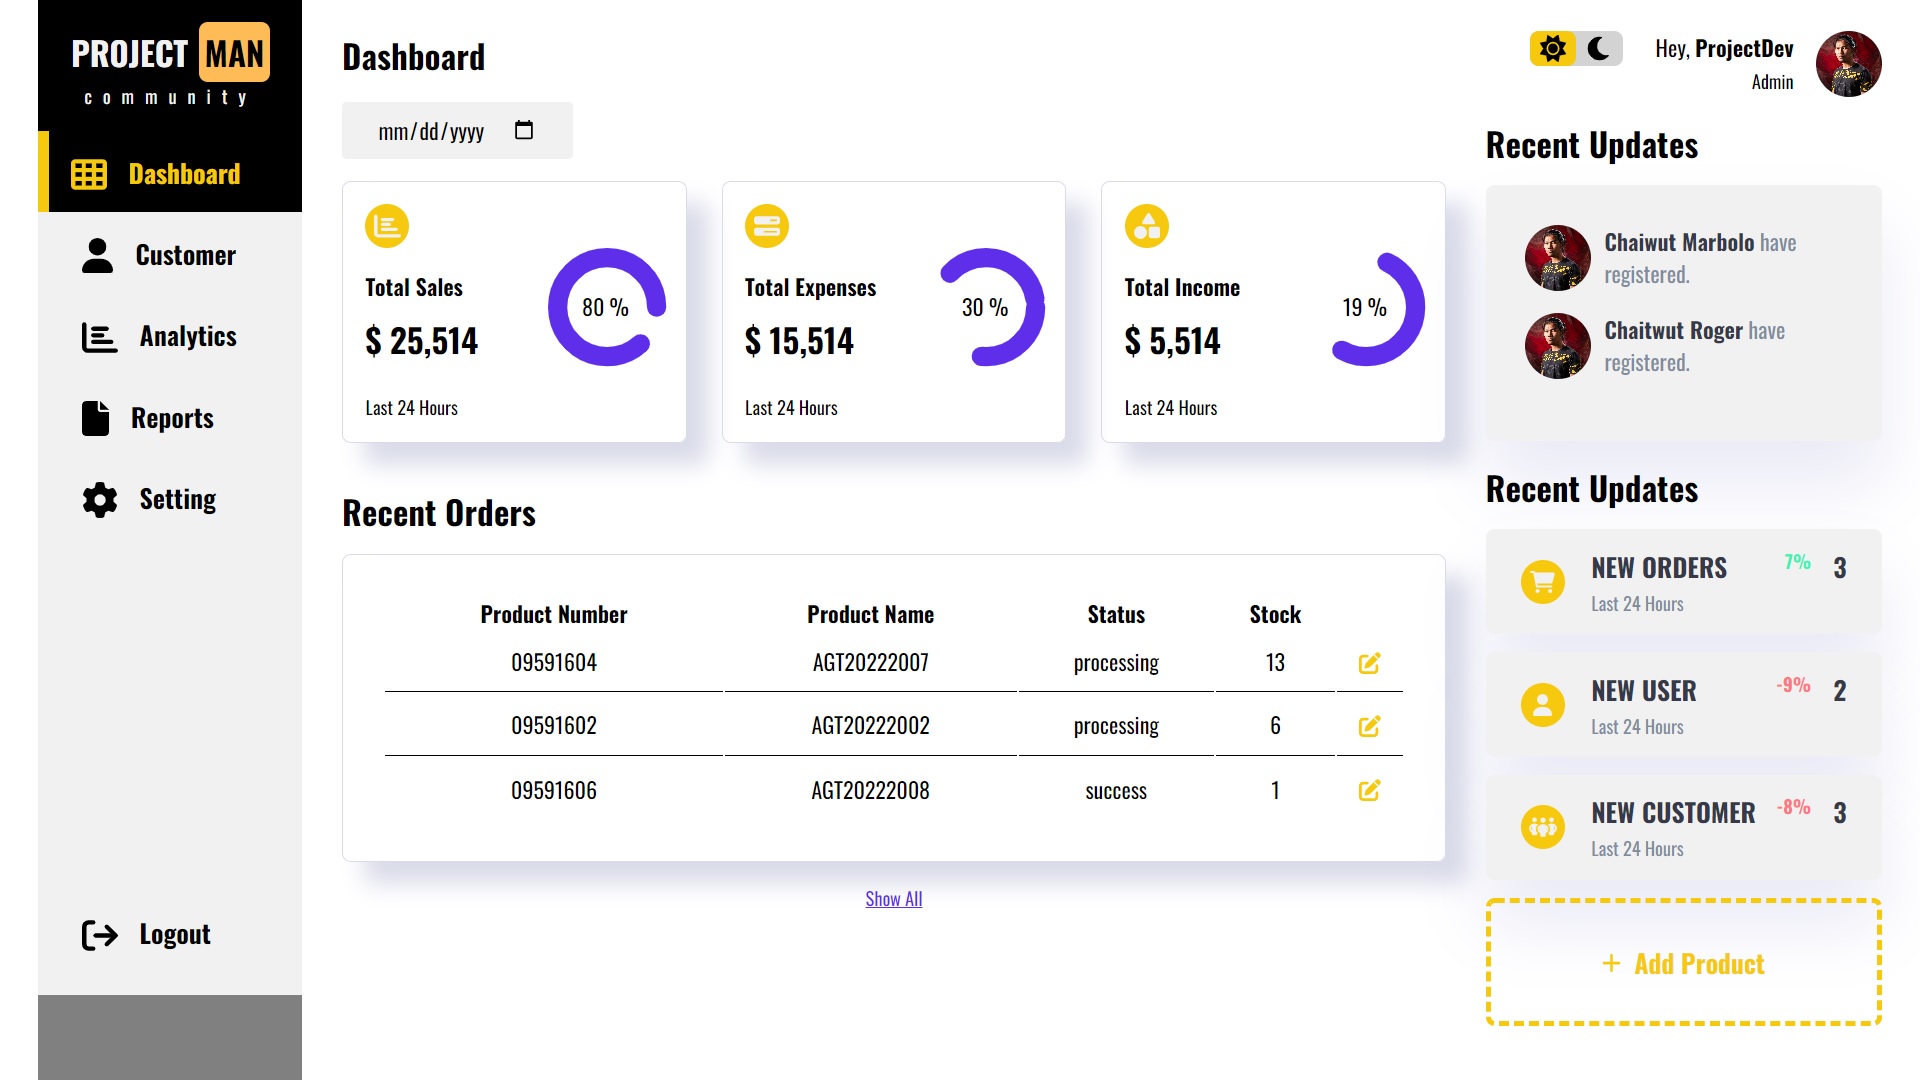 PROJECT MAN
community
Dashboard
Customer
Analytics
Reports
Setting
Logout
Dashboard
mm/dd/yyyy
Total Sales
$ 25,514
80 %
Last 24 Hours
Total Expenses
$ 15,514
30 %
Last 24 Hours
Total Income
$ 5,514
19 %
Last 24 Hours
Recent Orders
Product Number Product Name Status Stock
09591604 AGT20222007 processing 13
09591602 AGT20222002 processing 6
09591606 AGT20222008 success 1
Show All
Hey, ProjectDev
Admin
Recent Updates
Chaiwut Marbolo have
registered.
Chaitwut Roger have
registered.
Recent Updates
NEW ORDERS 7% 3
Last 24 Hours
NEW USER -9% 2
Last 24 Hours
NEW CUSTOMER -8% 3
Last 24 Hours
+ Add Product